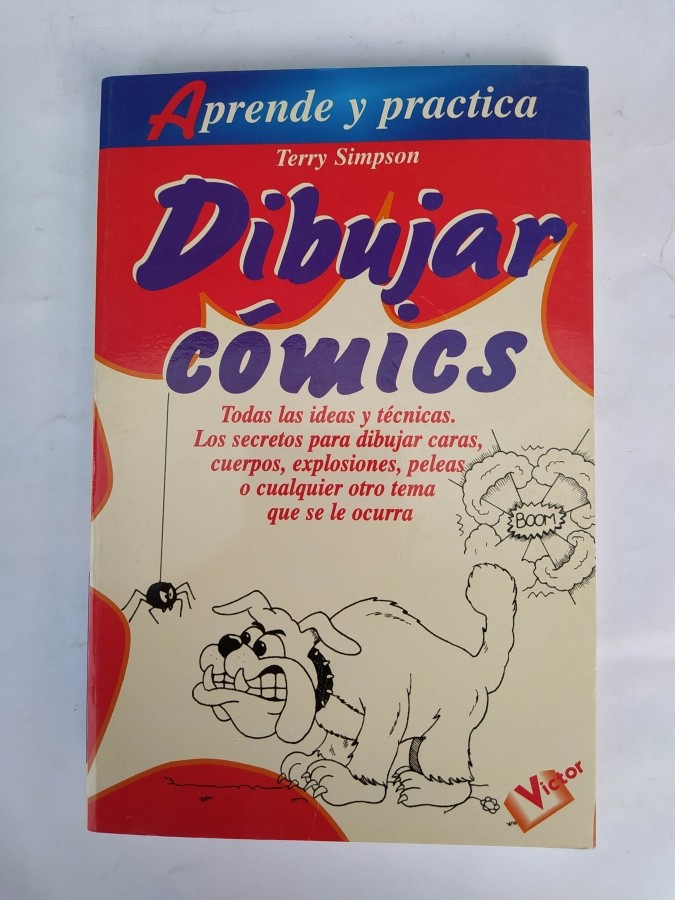 Aprende y practica
Terry Simpson
Dibujar
cómics
Todas las ideas y técnicas.
Los secretos para dibujar caras,
cuerpos, explosiones, peleas
o cualquier otro tema
que se le ocurra
BOOM
Victor